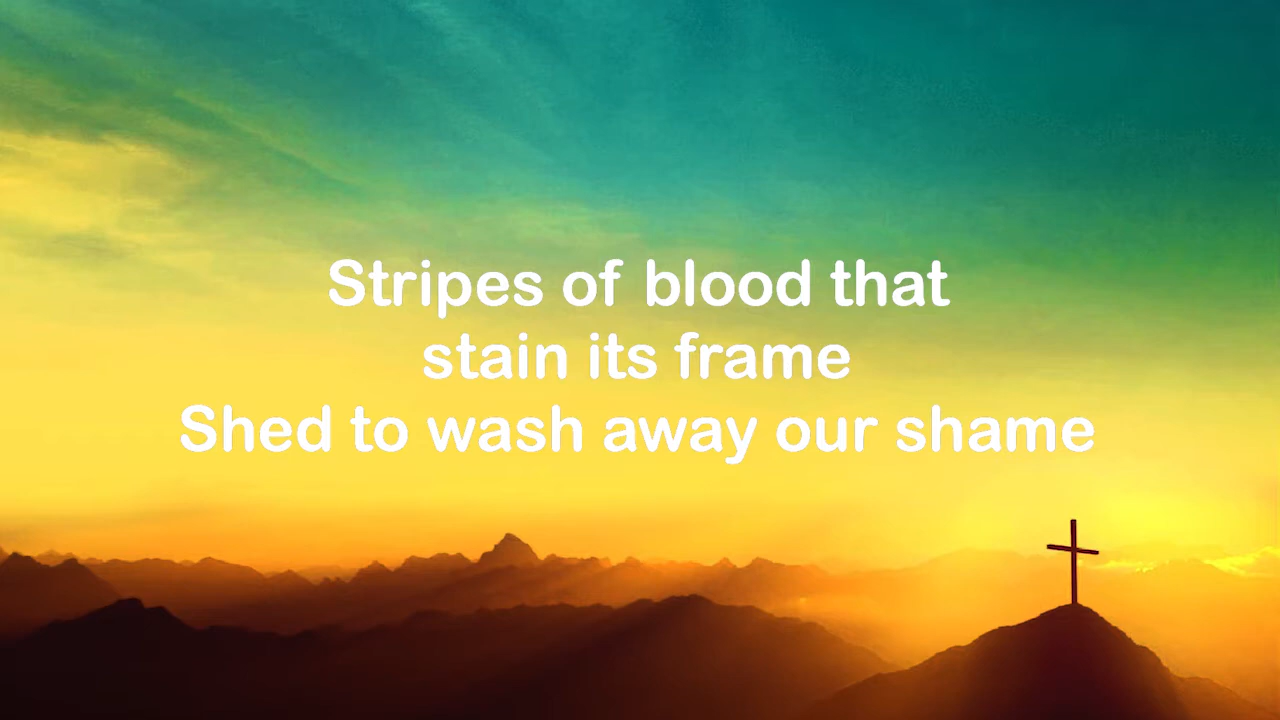 Stripes of blood that
stain its frame
Shed to wash away our shame